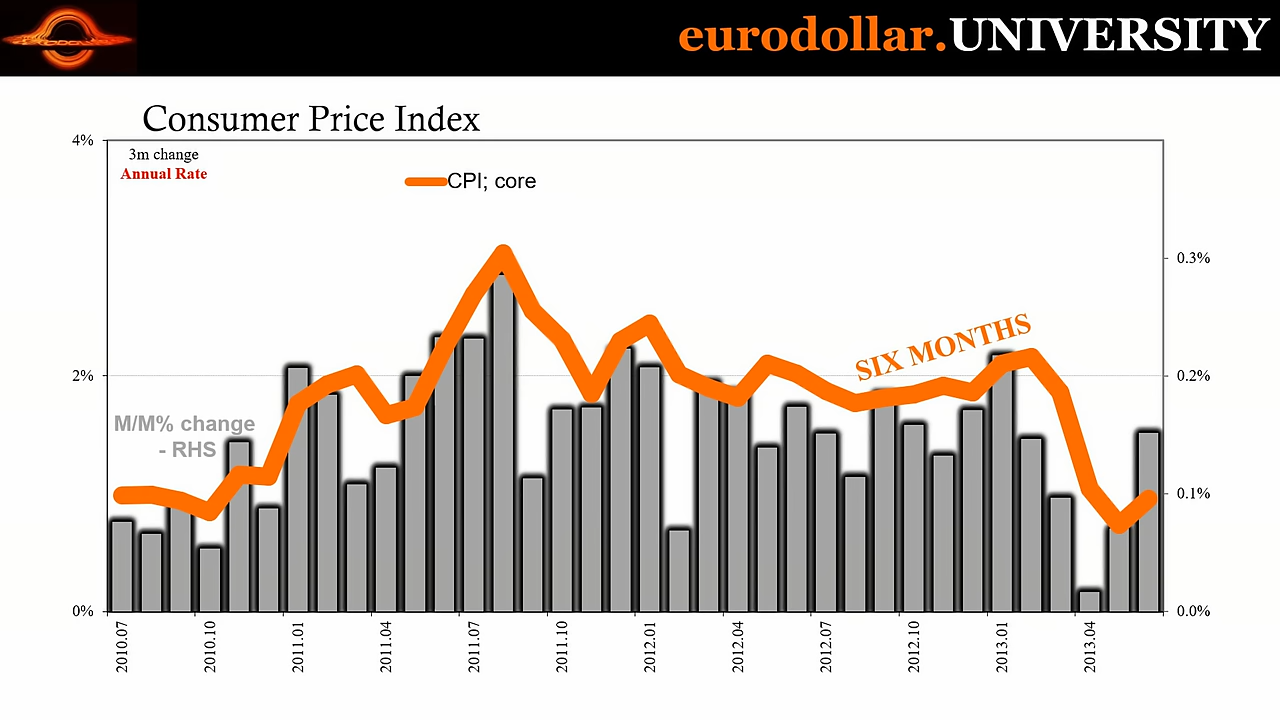 eurodollar.UNIVERSITY
Consumer Price Index
3m change
Annual Rate
CPI; core
SIX MONTHS
M/M% change
- RHS
4%
2%
0%
0.3%
0.2%
0.1%
0.0%
2010.07
2010.10
2011.01
2011.04
2011.07
2011.10
2012.01
2012.04
2012.07
2012.10
2013.01
2013.04